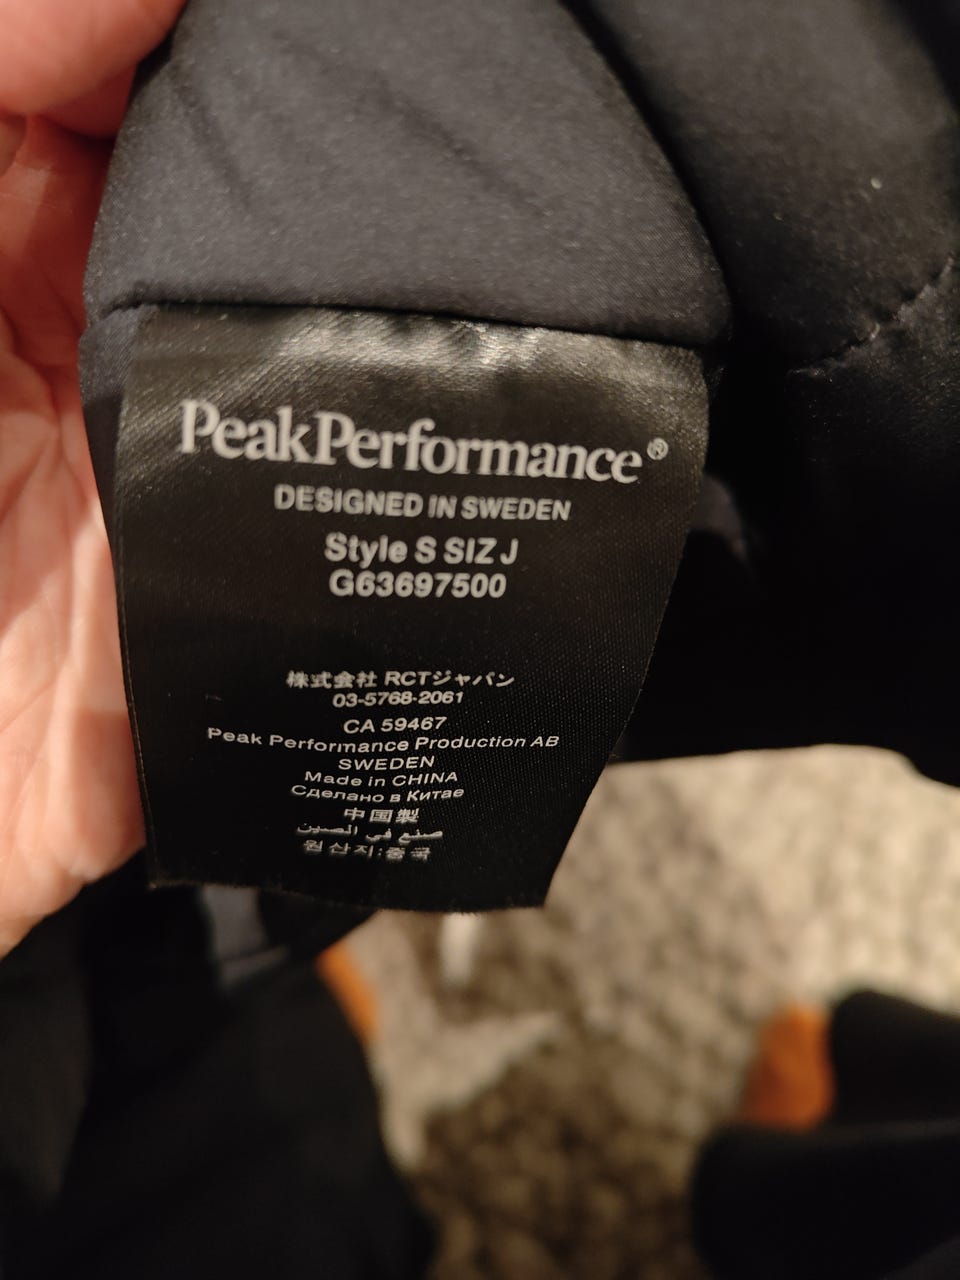 PeakPerformance®
DESIGNED IN SWEDEN
Style S SIZ J
G63697500
株式会社 RCTジャパン
03-5768-2061
CA 59467
Peak Performance Production AB
SWEDEN
Made in CHINA
Сделано в Китае
中国製
صنع في الصين
원산지:중국